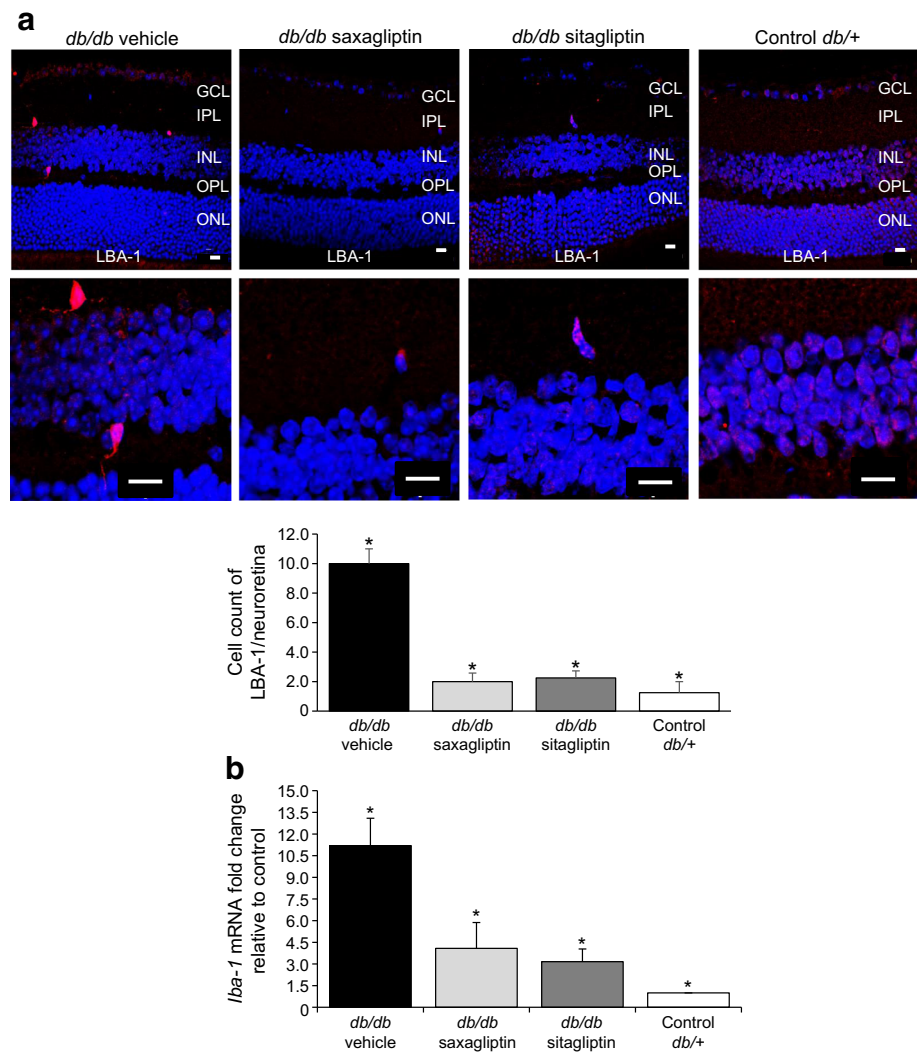 a
db/db vehicle
db/db saxagliptin
db/db sitagliptin
Control db/+
GCL
IPL
INL
OPL
ONL
LBA-1
GCL
IPL
INL
OPL
ONL
LBA-1
GCL
IPL
INL
OPL
ONL
LBA-1
GCL
IPL
INL
OPL
ONL
LBA-1
Cell count of
LBA-1/neuroretina
12.0
10.0
8.0
6.0
4.0
2.0
0
*
*
*
*
db/db
vehicle
db/db
saxagliptin
db/db
sitagliptin
Control
db/+
b
Iba-1 mRNA fold change
relative to control
15.0
13.5
12.0
10.5
9.0
7.5
6.0
4.5
3.0
1.5
0
*
*
*
*
db/db
vehicle
db/db
saxagliptin
db/db
sitagliptin
Control
db/+